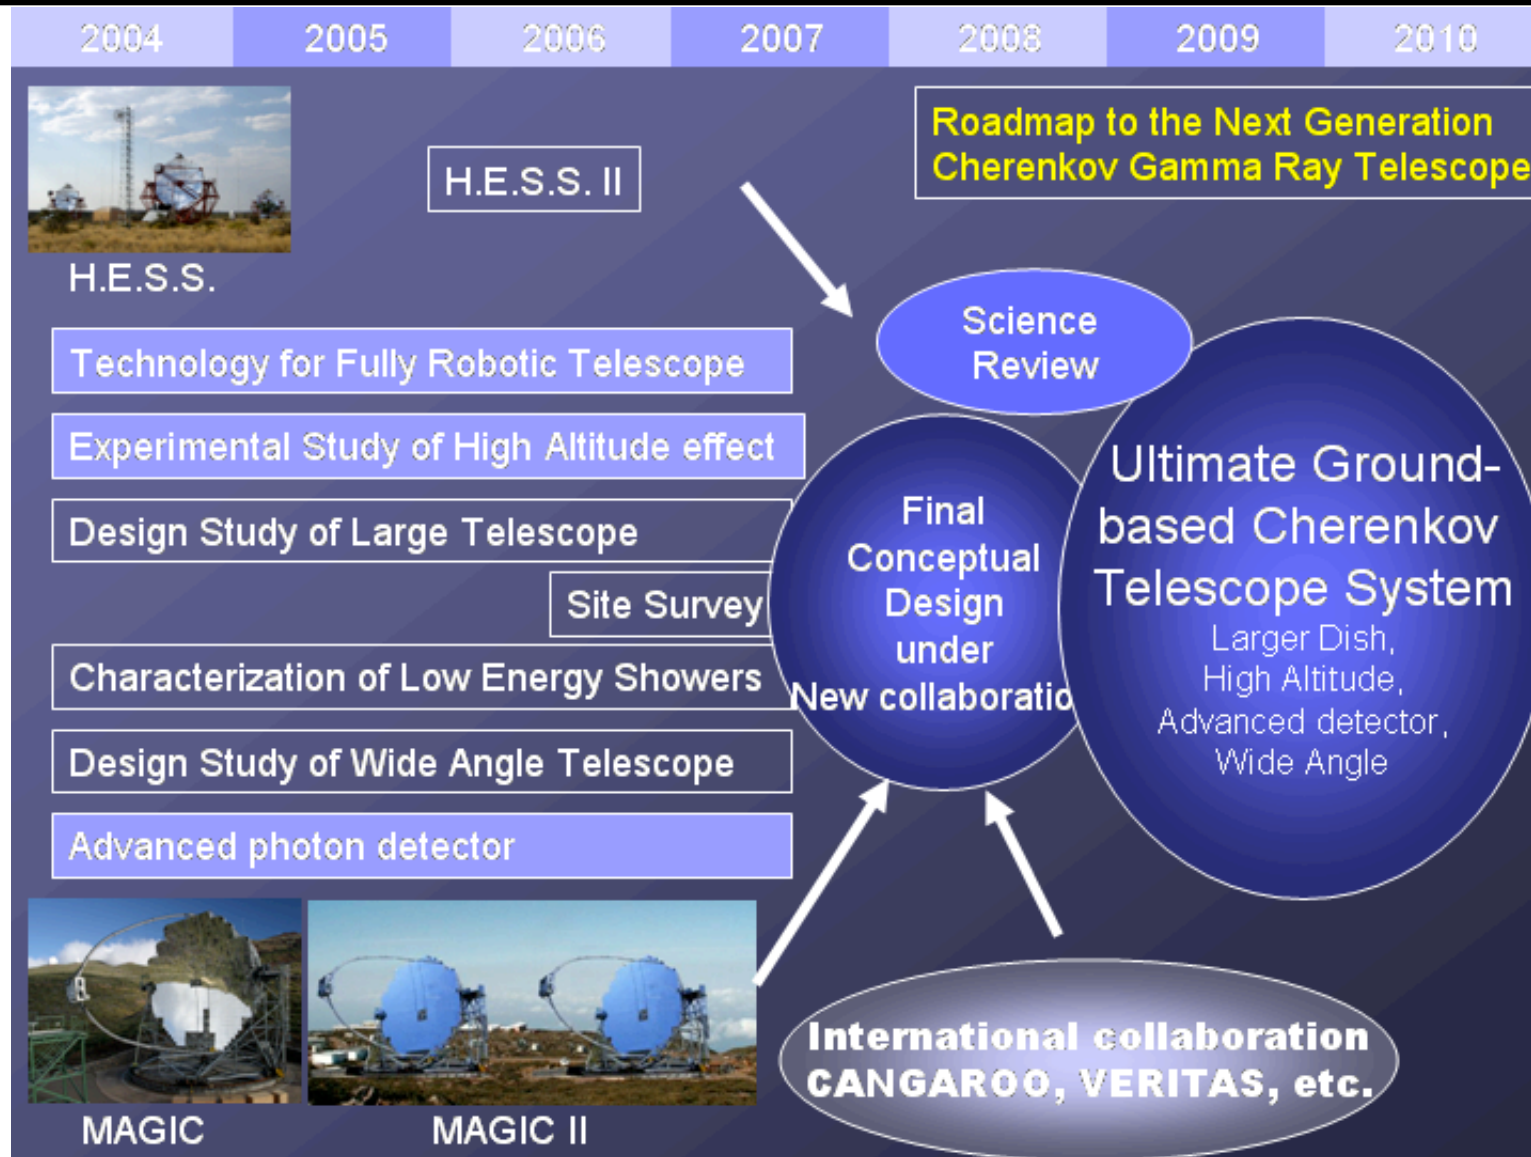 2004 2005 2006 2007 2008 2009 2010
Roadmap to the Next Generation
Cherenkov Gamma Ray Telescope
H.E.S.S. II
H.E.S.S.
Science
Review
Technology for Fully Robotic Telescope
Experimental Study of High Altitude effect
Design Study of Large Telescope
Site Survey
Characterization of Low Energy Showers
Design Study of Wide Angle Telescope
Advanced photon detector
Final
Conceptual
Design
under
New collaboratio
Ultimate Ground-
based Cherenkov
Telescope System
Larger Dish,
High Altitude,
Advanced detector,
Wide Angle
International collaboration
CANGAROO, VERITAS, etc.
MAGIC
MAGIC II